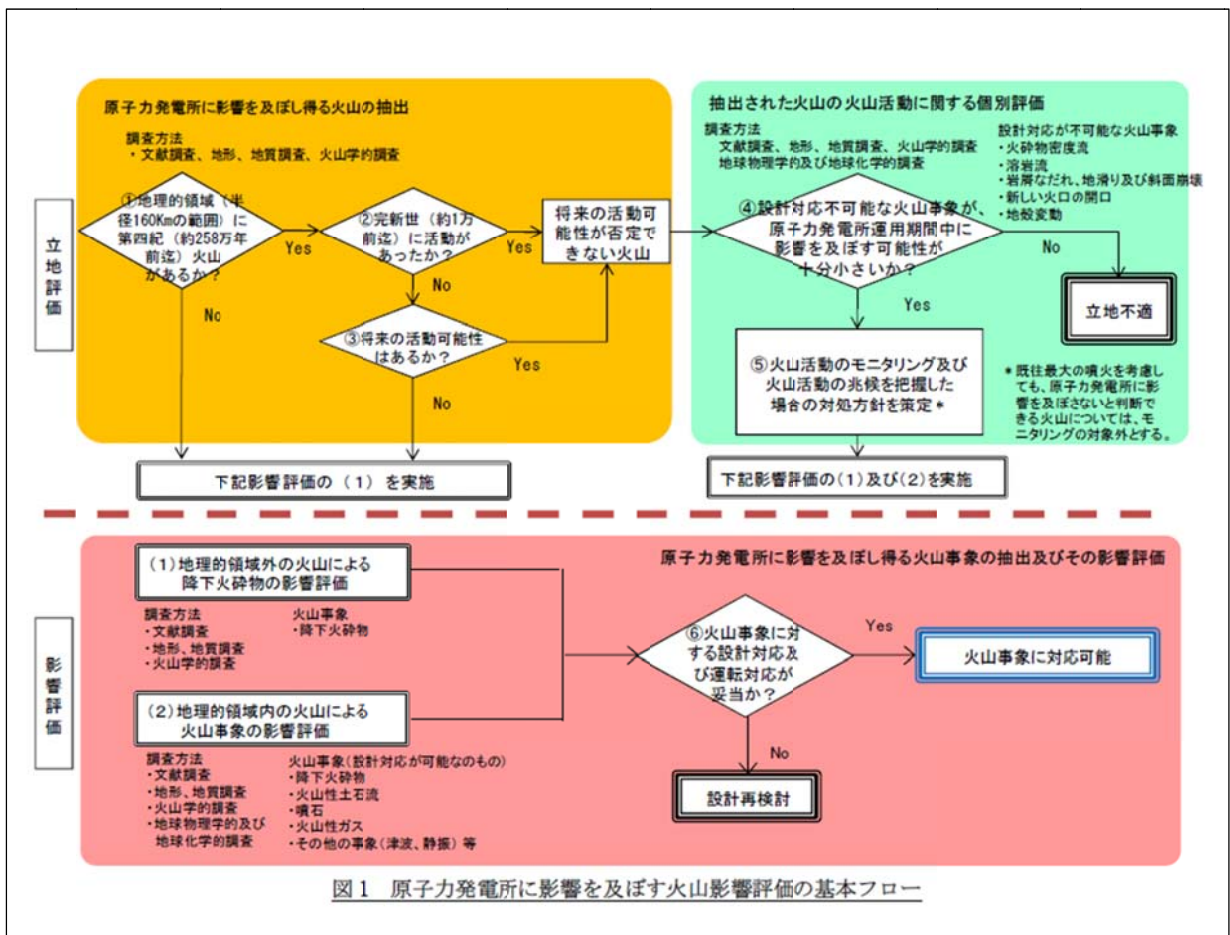 原子力発電所に影響を及ぼし得る火山の抽出
調査方法
・文献調査、地形、地質調査、火山学的調査
立地評価
①地理的領域（半
径160Kmの範囲）に
第四紀（約258万年
前迄）火山
があるか？
Yes
No
②完新世（約1万
前迄）に活動が
あったか？
Yes
No
③将来の活動可能性
はあるか？
Yes
No
将来の活動可
能性が否定で
きない火山
下記影響評価の（1）を実施
抽出された火山の火山活動に関する個別評価
調査方法
文献調査、地形、地質調査、火山学的調査
地球物理学的及び地球化学的調査
設計対応が不可能な火山事象
・火砕物密度流
・溶岩流
・岩屑なだれ、地滑り及び斜面崩壊
・新しい火口の開口
・地殻変動
④設計対応不可能な火山事象が、
原子力発電所運用期間中に
影響を及ぼす可能性が
十分小さいか？
No
Yes
立地不適
⑤火山活動のモニタリング及び
火山活動の兆候を把握した
場合の対処方針を策定＊
＊既往最大の噴火を考慮し
ても、原子力発電所に影
響を及ぼさないと判断で
きる火山については、モ
ニタリングの対象外とする。
下記影響評価の(1)及び(2)を実施
影響評価
（1）地理的領域外の火山による
降下火砕物の影響評価
調査方法
・文献調査
・地形、地質調査
・火山学的調査
火山事象
・降下火砕物
（2）地理的領域内の火山による
火山事象の影響評価
調査方法
・文献調査
・地形、地質調査
・火山学的調査
・地球物理学的及び
地球化学的調査
火山事象（設計対応が可能なのもの）
・降下火砕物
・火山性土石流
・噴石
・火山性ガス
・その他の事象（津波、静振）等
原子力発電所に影響を及ぼし得る火山事象の抽出及びその影響評価
⑥火山事象に対
する設計対応及
び運転対応が
妥当か？
Yes
No
火山事象に対応可能
設計再検討
図1　原子力発電所に影響を及ぼす火山影響評価の基本フロー